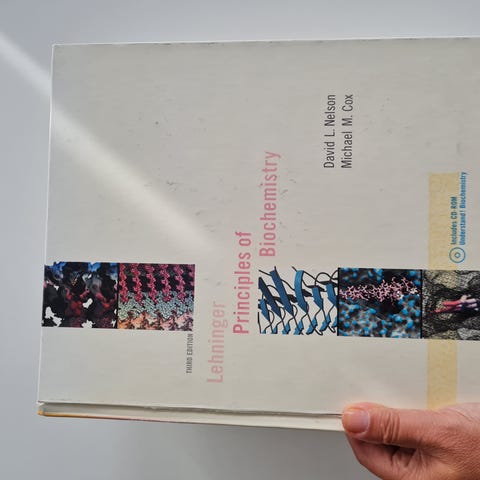 THIRD EDITION
Lehninger
Principles of
Biochemistry
David L. Nelson
Michael M. Cox
Includes CD-ROM
Understand! Biochemistry